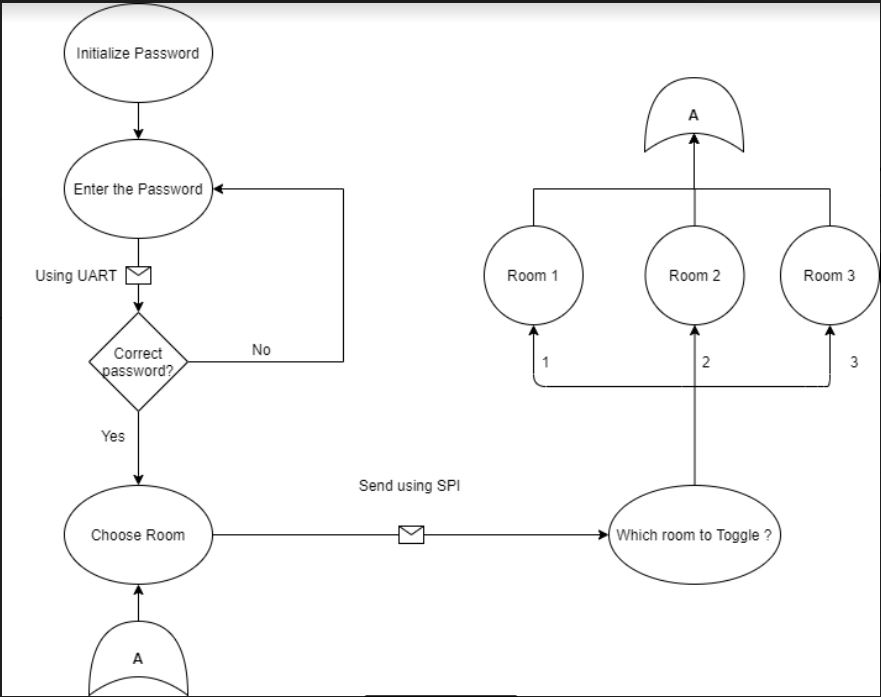 Initialize Password
Enter the Password
Using UART
Correct
password?
No
Yes
Choose Room
A
Send using SPI
Which room to Toggle ?
1
2
3
Room 1
Room 2
Room 3
A